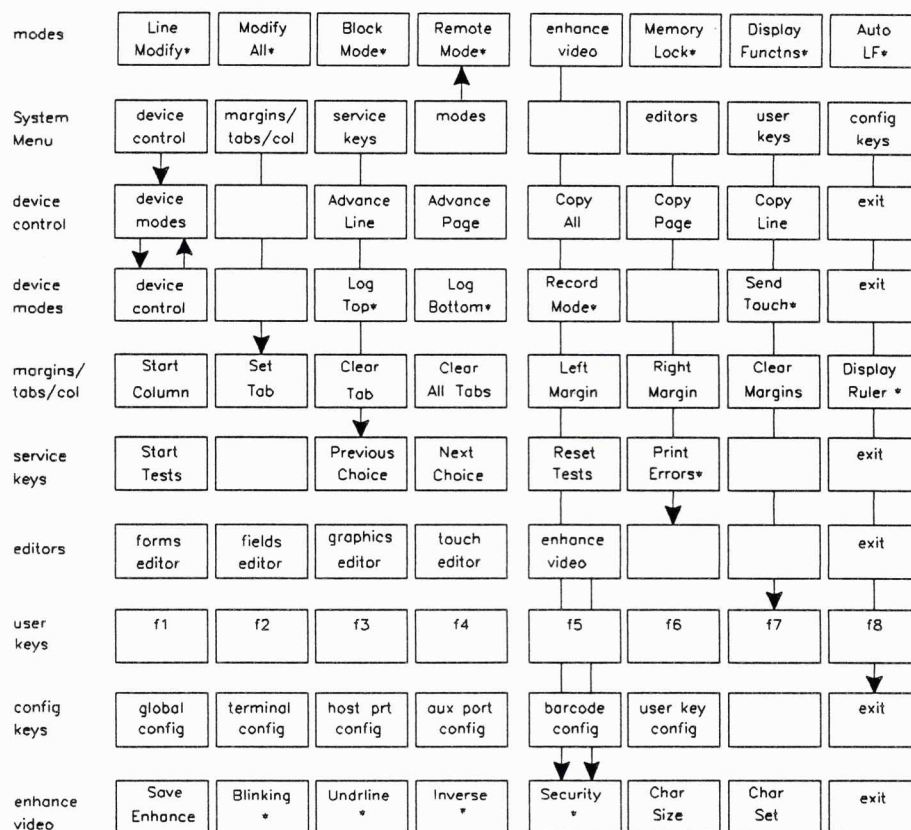 modes Line Modify* Modify All* Block Mode* Remote Mode* enhance video Memory Lock* Display Functns* Auto LF*
System Menu device control margins/ tabs/col service keys modes editors user keys config keys
device control device modes Advance Line Advance Page Copy All Copy Page Copy Line exit
device modes device control Log Top* Log Bottom* Record Mode* Send Touch* exit
margins/ tabs/col Start Column Set Tab Clear Tab Clear All Tabs Left Margin Right Margin Clear Margins Display Ruler *
service keys Start Tests Previous Choice Next Choice Reset Tests Print Errors* exit
editors forms editor fields editor graphics editor touch editor enhance video exit
user keys f1 f2 f3 f4 f5 f6 f7 f8
config keys global config terminal config host prt config aux port config barcode config user key config exit
enhance video Save Enhance Blinking * Undrline * Inverse * Security * Char Size Char Set exit